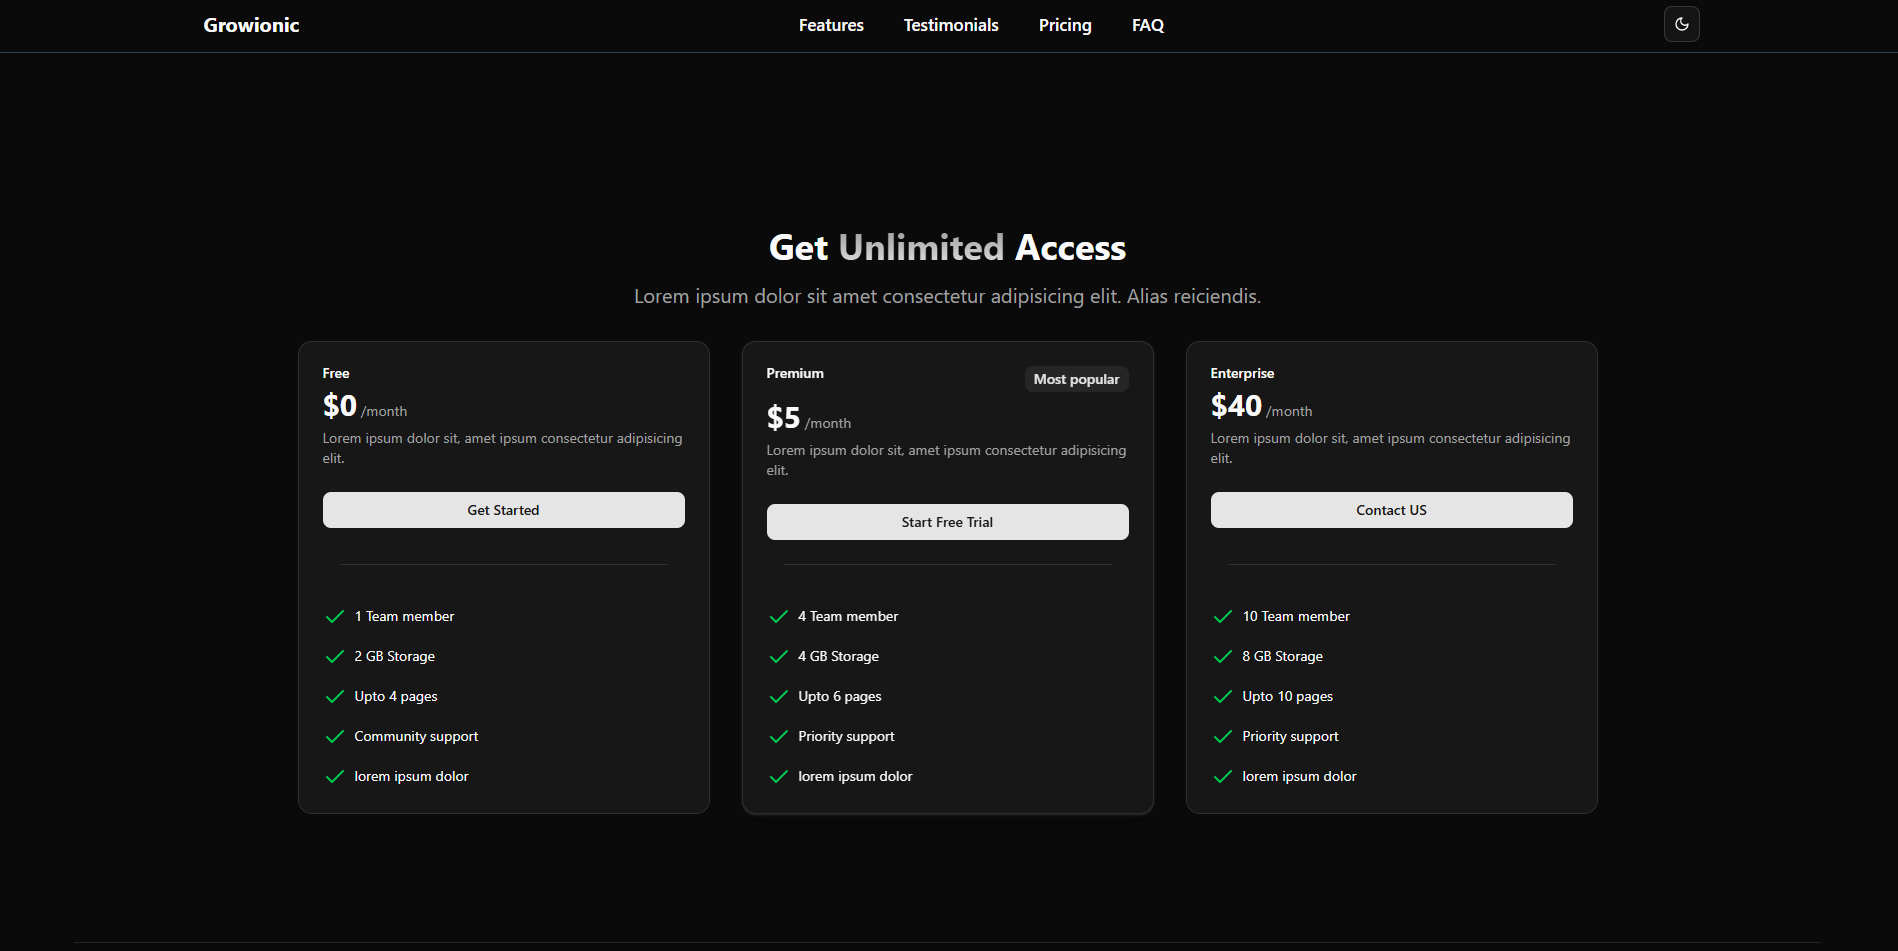 Growionic
Features Testimonials Pricing FAQ
Get Unlimited Access
Lorem ipsum dolor sit amet consectetur adipisicing elit. Alias reiciendis.
Free
$0 /month
Lorem ipsum dolor sit, amet ipsum consectetur adipisicing
elit.
Get Started
1 Team member
2 GB Storage
Upto 4 pages
Community support
lorem ipsum dolor
Premium
Most popular
$5 /month
Lorem ipsum dolor sit, amet ipsum consectetur adipisicing
elit.
Start Free Trial
4 Team member
4 GB Storage
Upto 6 pages
Priority support
lorem ipsum dolor
Enterprise
$40 /month
Lorem ipsum dolor sit, amet ipsum consectetur adipisicing
elit.
Contact US
10 Team member
8 GB Storage
Upto 10 pages
Priority support
lorem ipsum dolor